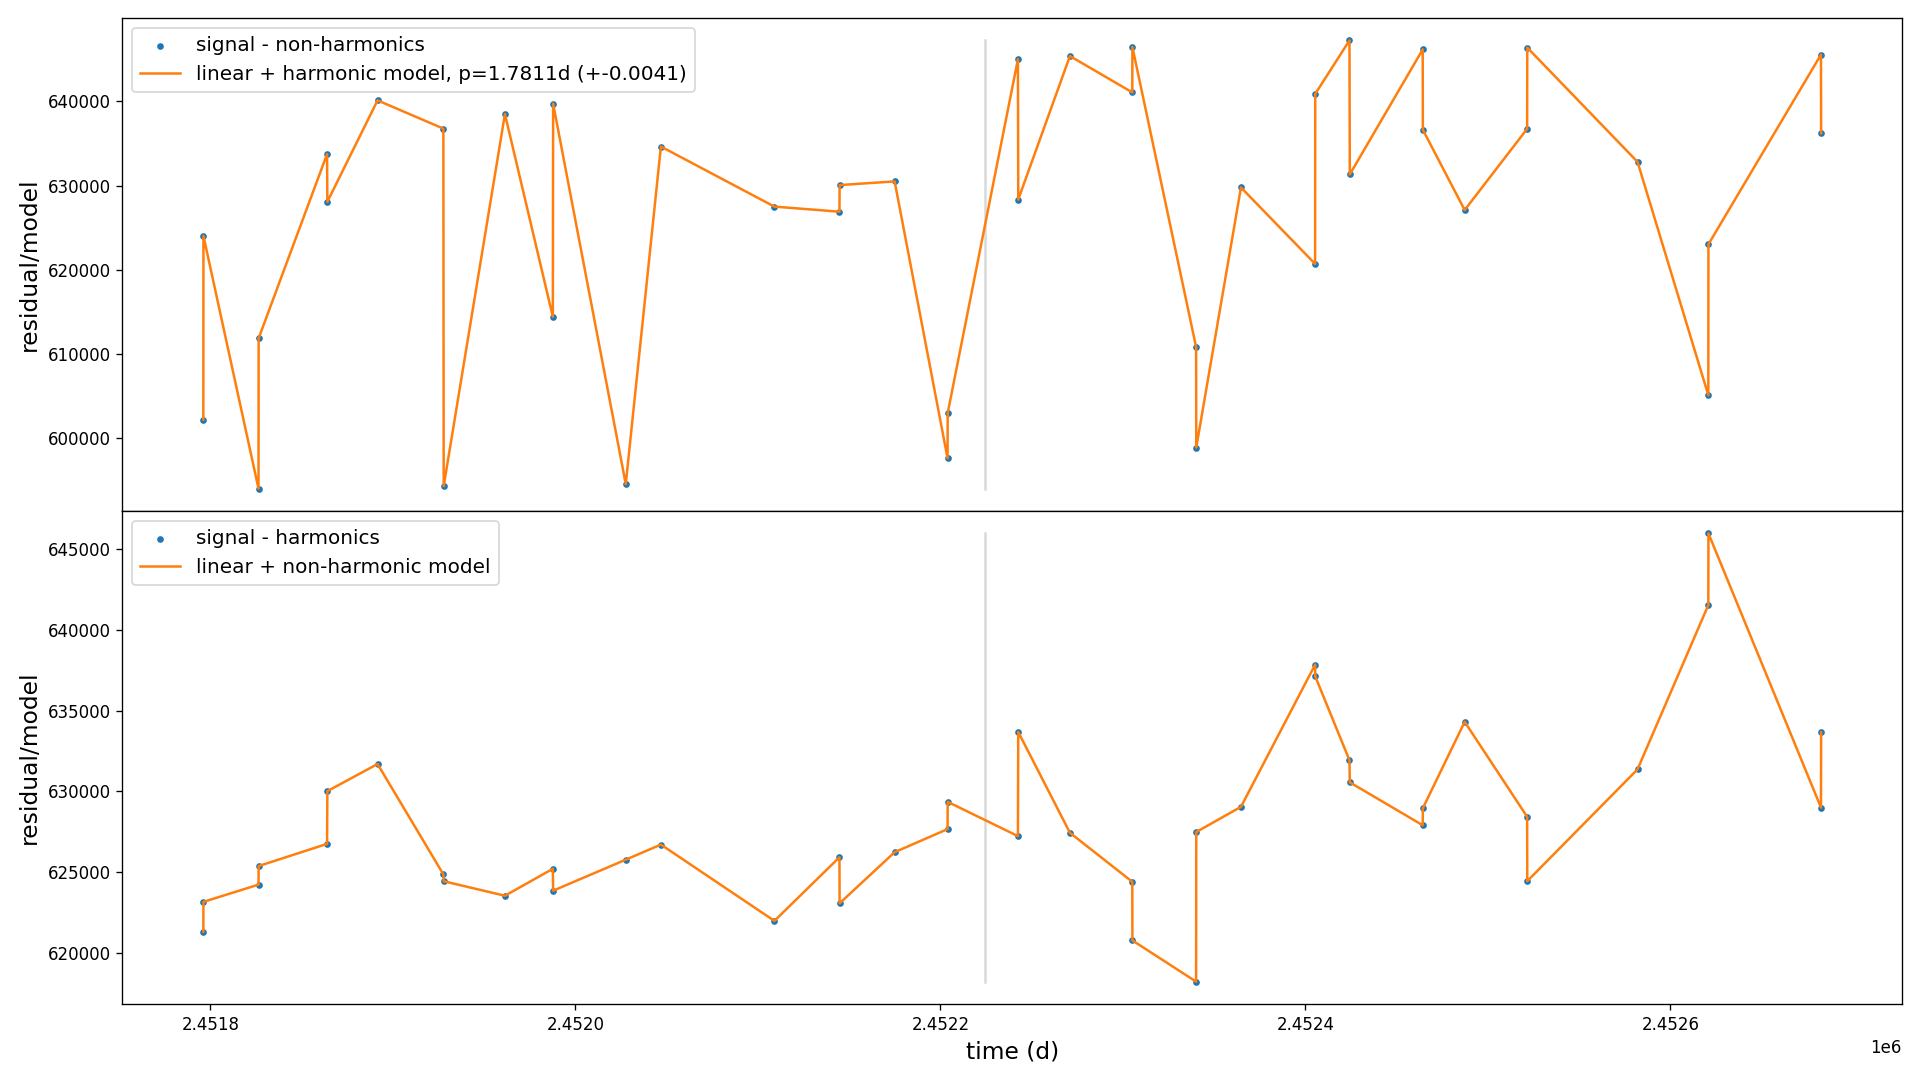 signal - non-harmonics
linear + harmonic model, p=1.7811d (+-0.0041)
640000
630000
620000
610000
600000
residual/model
signal - harmonics
linear + non-harmonic model
645000
640000
635000
630000
625000
620000
residual/model
2.4518 2.4520 2.4522 2.4524 2.4526
time (d)
1e6